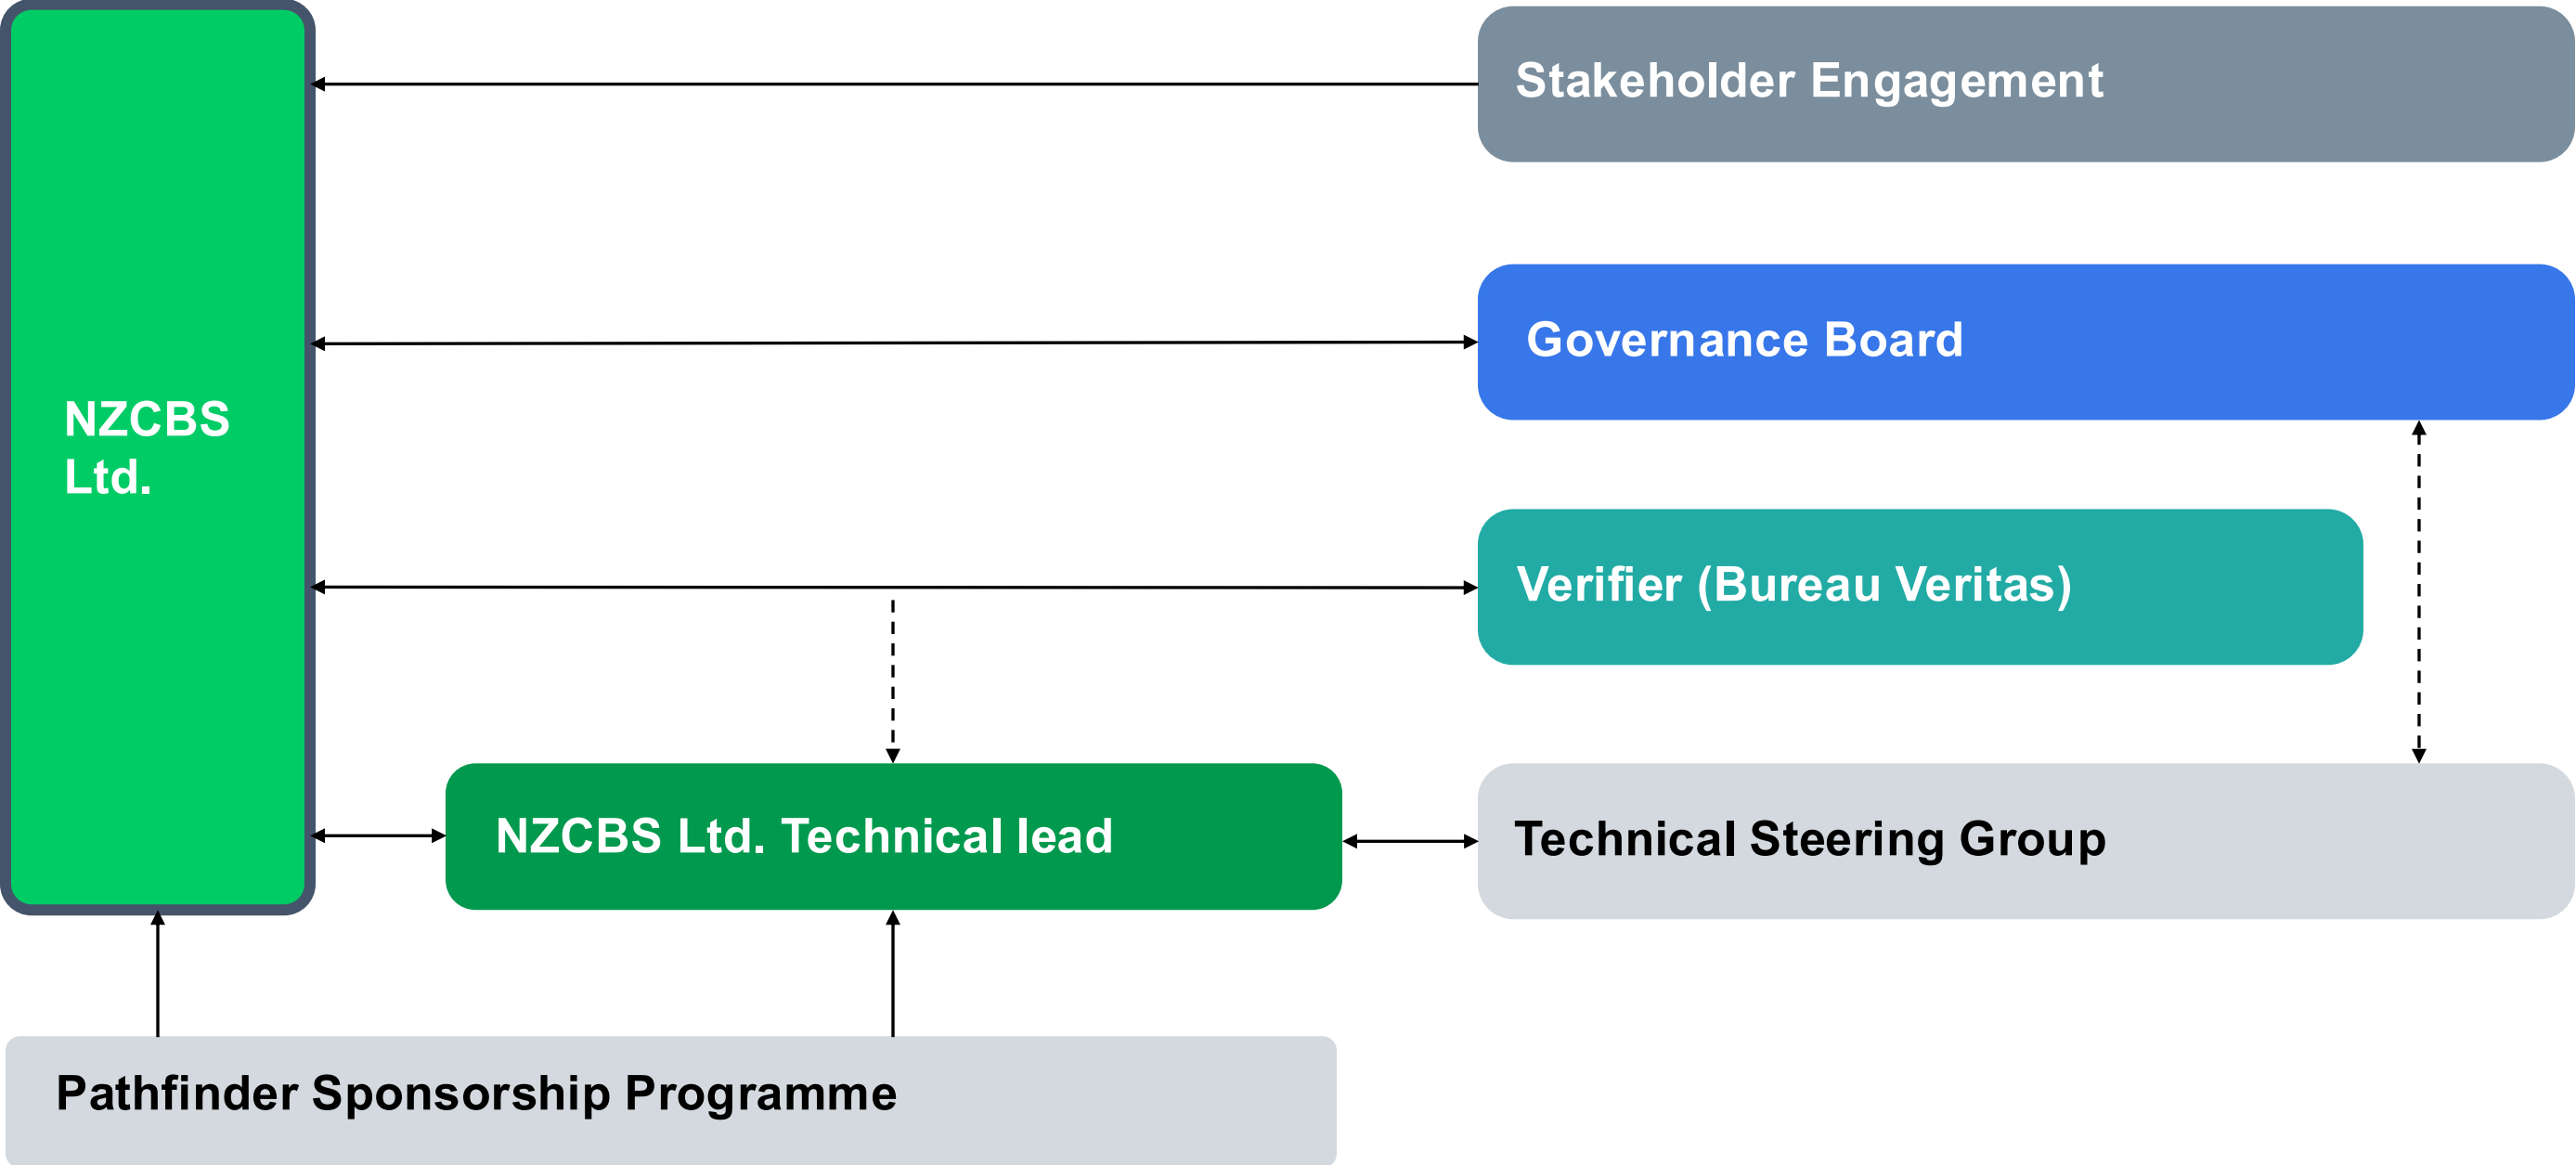 Stakeholder Engagement
Governance Board
NZCBS
Ltd.
Verifier (Bureau Veritas)
NZCBS Ltd. Technical lead
Technical Steering Group
Pathfinder Sponsorship Programme